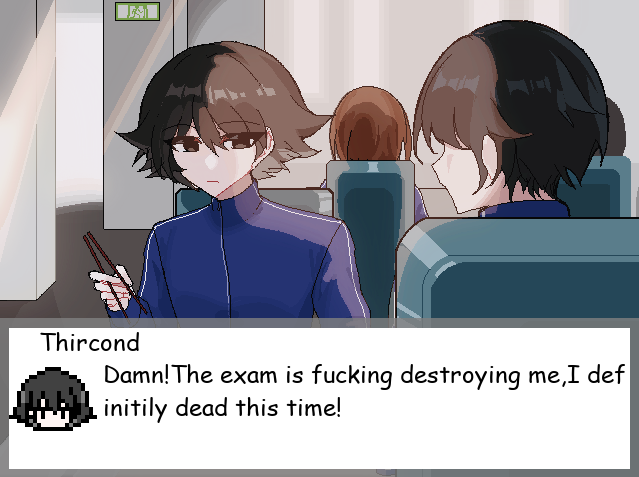 Thircond
Damn!The exam is fucking destroying me,I def
initily dead this time!